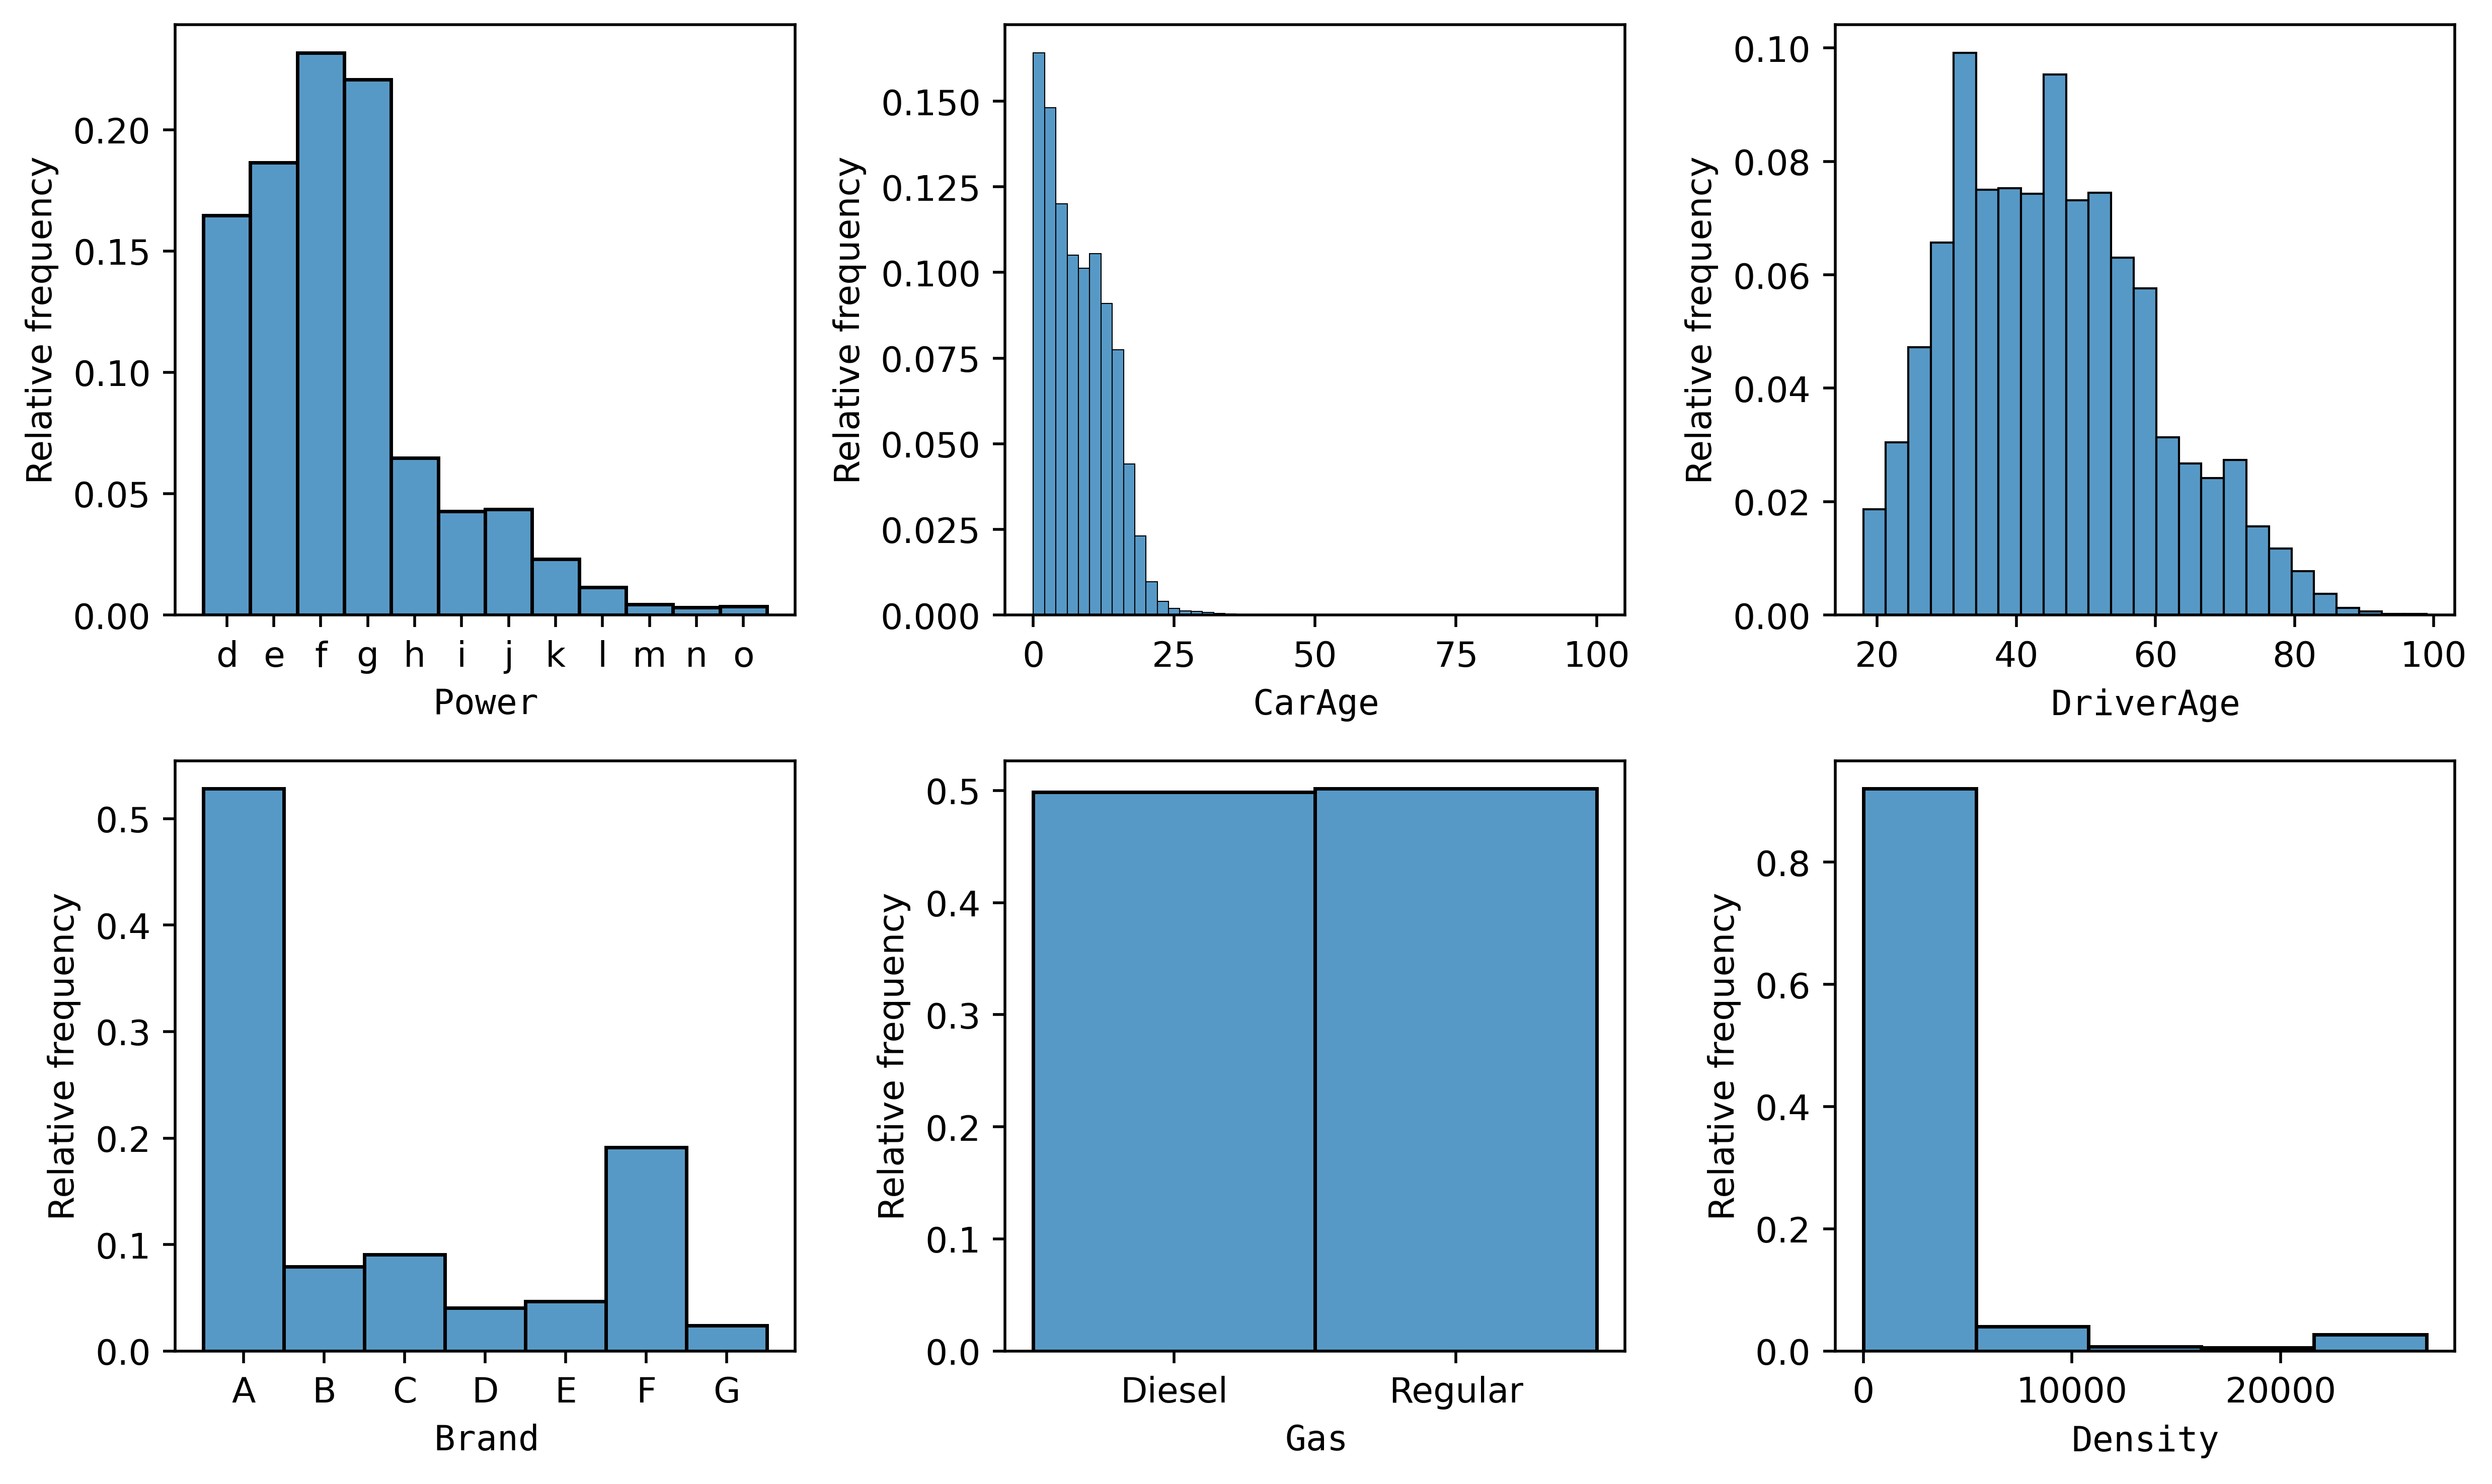 Relative frequency
0.20
0.15
0.10
0.05
0.00
d e f g h i j k l m n o
Power
Relative frequency
0.150
0.125
0.100
0.075
0.050
0.025
0.000
0 25 50 75 100
CarAge
Relative frequency
0.10
0.08
0.06
0.04
0.02
0.00
20 40 60 80 100
DriverAge
Relative frequency
0.5
0.4
0.3
0.2
0.1
0.0
A B C D E F G
Brand
Relative frequency
0.5
0.4
0.3
0.2
0.1
0.0
Diesel Regular
Gas
Relative frequency
0.8
0.6
0.4
0.2
0.0
0 10000 20000
Density